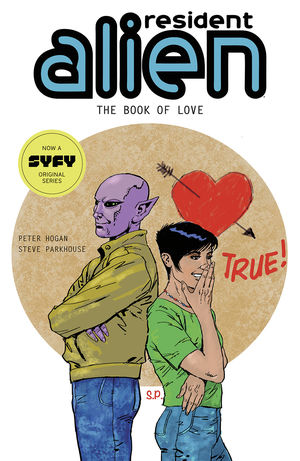 resident
alien
THE BOOK OF LOVE
NOW A
SYFY
ORIGINAL
SERIES
PETER HOGAN
STEVE PARKHOUSE
TRUE!
S.P.